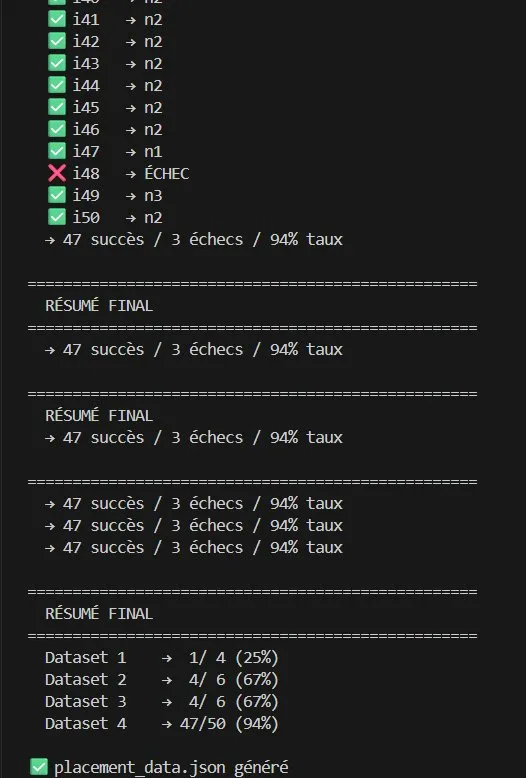 ✅ i41 → n2
✅ i42 → n2
✅ i43 → n2
✅ i44 → n2
✅ i45 → n2
✅ i46 → n2
✅ i47 → n1
❌ i48 → ÉCHEC
✅ i49 → n3
✅ i50 → n2
→ 47 succès / 3 échecs / 94% taux
==================================================
RÉSUMÉ FINAL
==================================================
→ 47 succès / 3 échecs / 94% taux
==================================================
RÉSUMÉ FINAL
→ 47 succès / 3 échecs / 94% taux
==================================================
→ 47 succès / 3 échecs / 94% taux
→ 47 succès / 3 échecs / 94% taux
→ 47 succès / 3 échecs / 94% taux
==================================================
RÉSUMÉ FINAL
==================================================
Dataset 1 → 1/ 4 (25%)
Dataset 2 → 4/ 6 (67%)
Dataset 3 → 4/ 6 (67%)
Dataset 4 → 47/50 (94%)
✅ placement_data.json généré